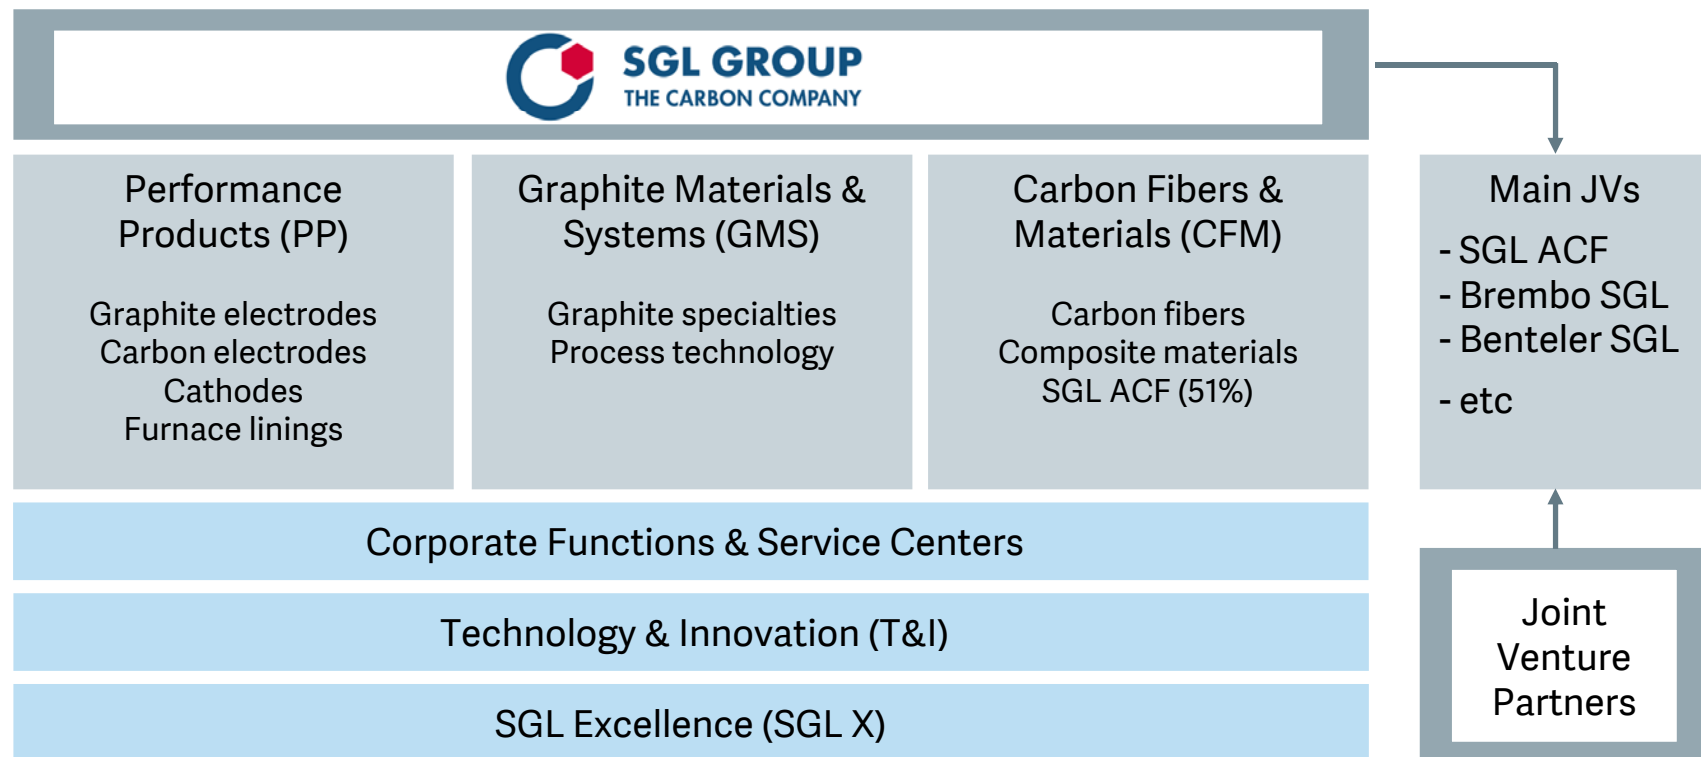 SGL GROUP
THE CARBON COMPANY
Performance
Products (PP)
Graphite electrodes
Carbon electrodes
Cathodes
Furnace linings
Graphite Materials &
Systems (GMS)
Graphite specialties
Process technology
Carbon Fibers &
Materials (CFM)
Carbon fibers
Composite materials
SGL ACF (51%)
Main JVs
- SGL ACF
- Brembo SGL
- Benteler SGL
- etc
Corporate Functions & Service Centers
Technology & Innovation (T&I)
SGL Excellence (SGL X)
Joint
Venture
Partners